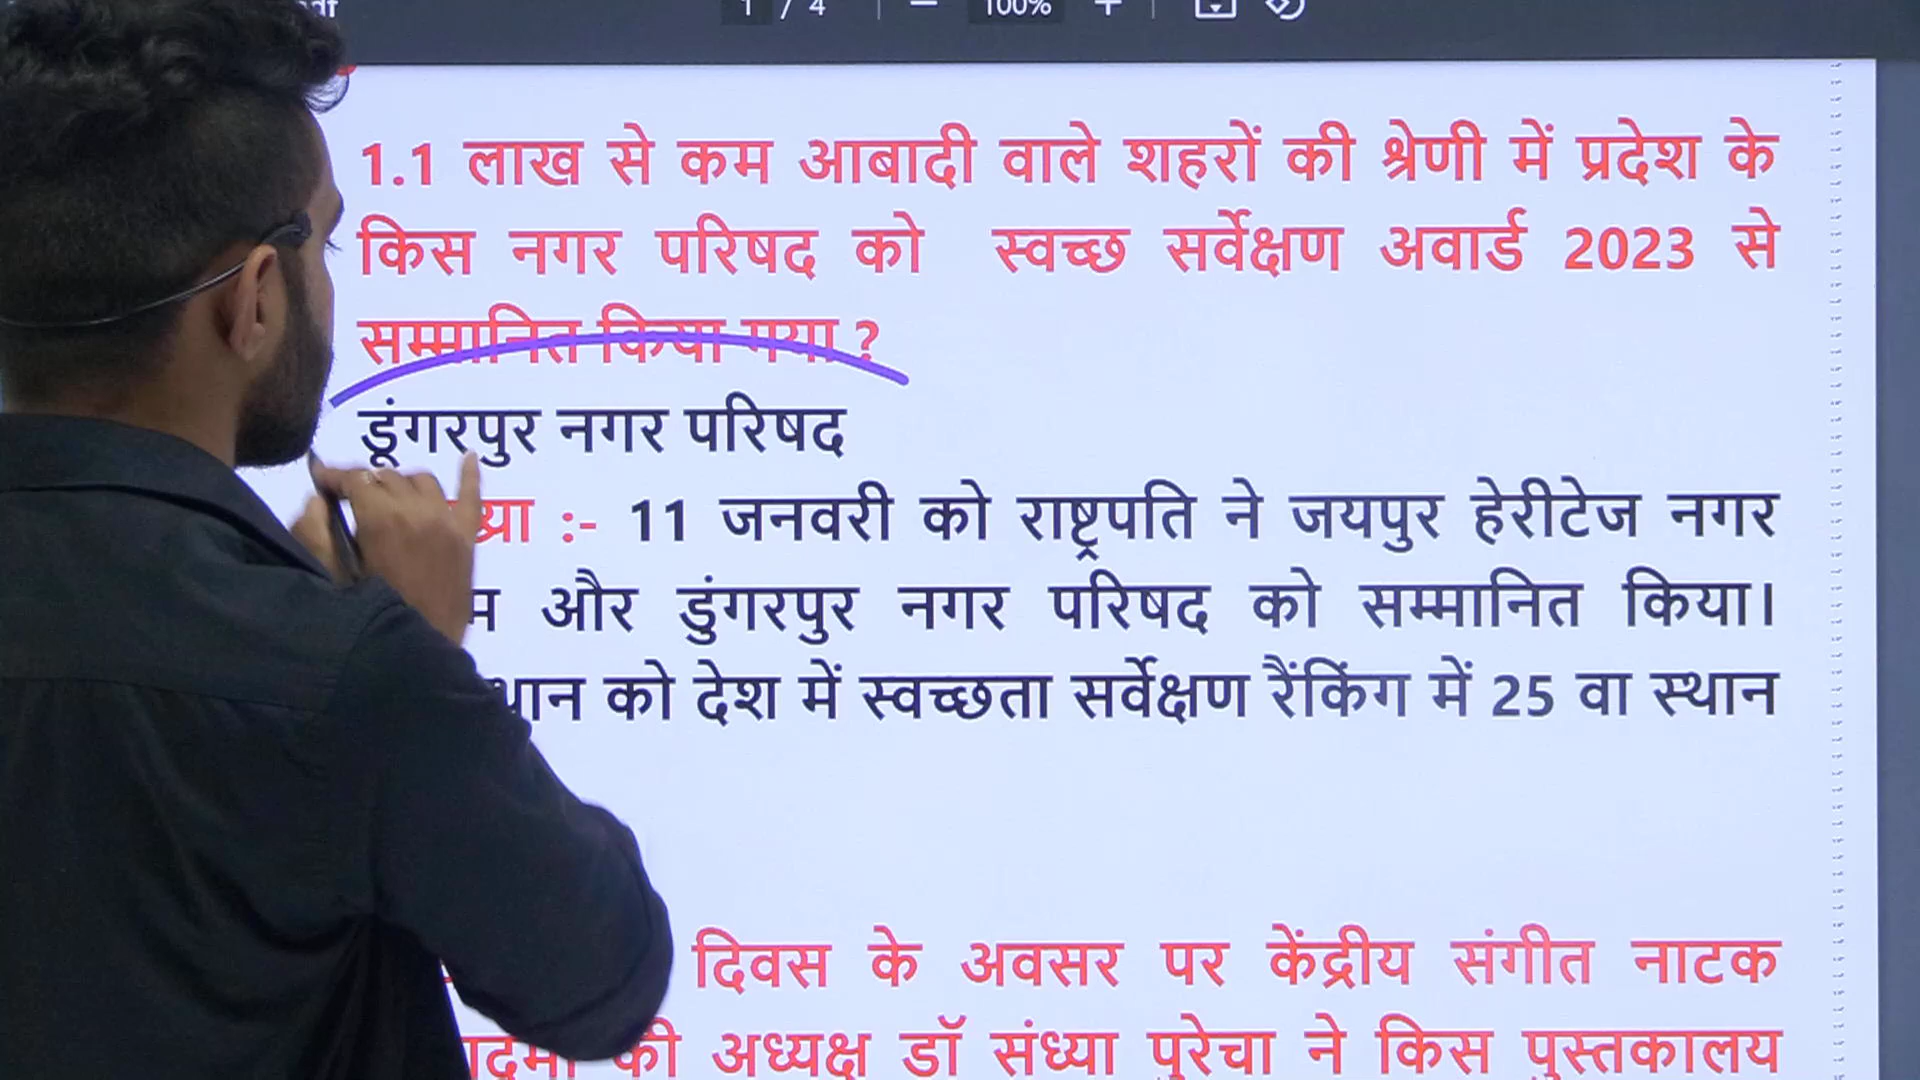 1 / 4 100%
1.1 लाख से कम आबादी वाले शहरों की श्रेणी में प्रदेश के
किस नगर परिषद को स्वच्छ सर्वेक्षण अवार्ड 2023 से
सम्मानित किया गया ?
डूंगरपुर नगर परिषद
:- 11 जनवरी को राष्ट्रपति ने जयपुर हेरीटेज नगर
और डुंगरपुर नगर परिषद को सम्मानित किया।
को देश में स्वच्छता सर्वेक्षण रैंकिंग में 25 वा स्थान
दिवस के अवसर पर केंद्रीय संगीत नाटक
की अध्यक्ष डॉ संध्या पुरेचा ने किस पुस्तकालय